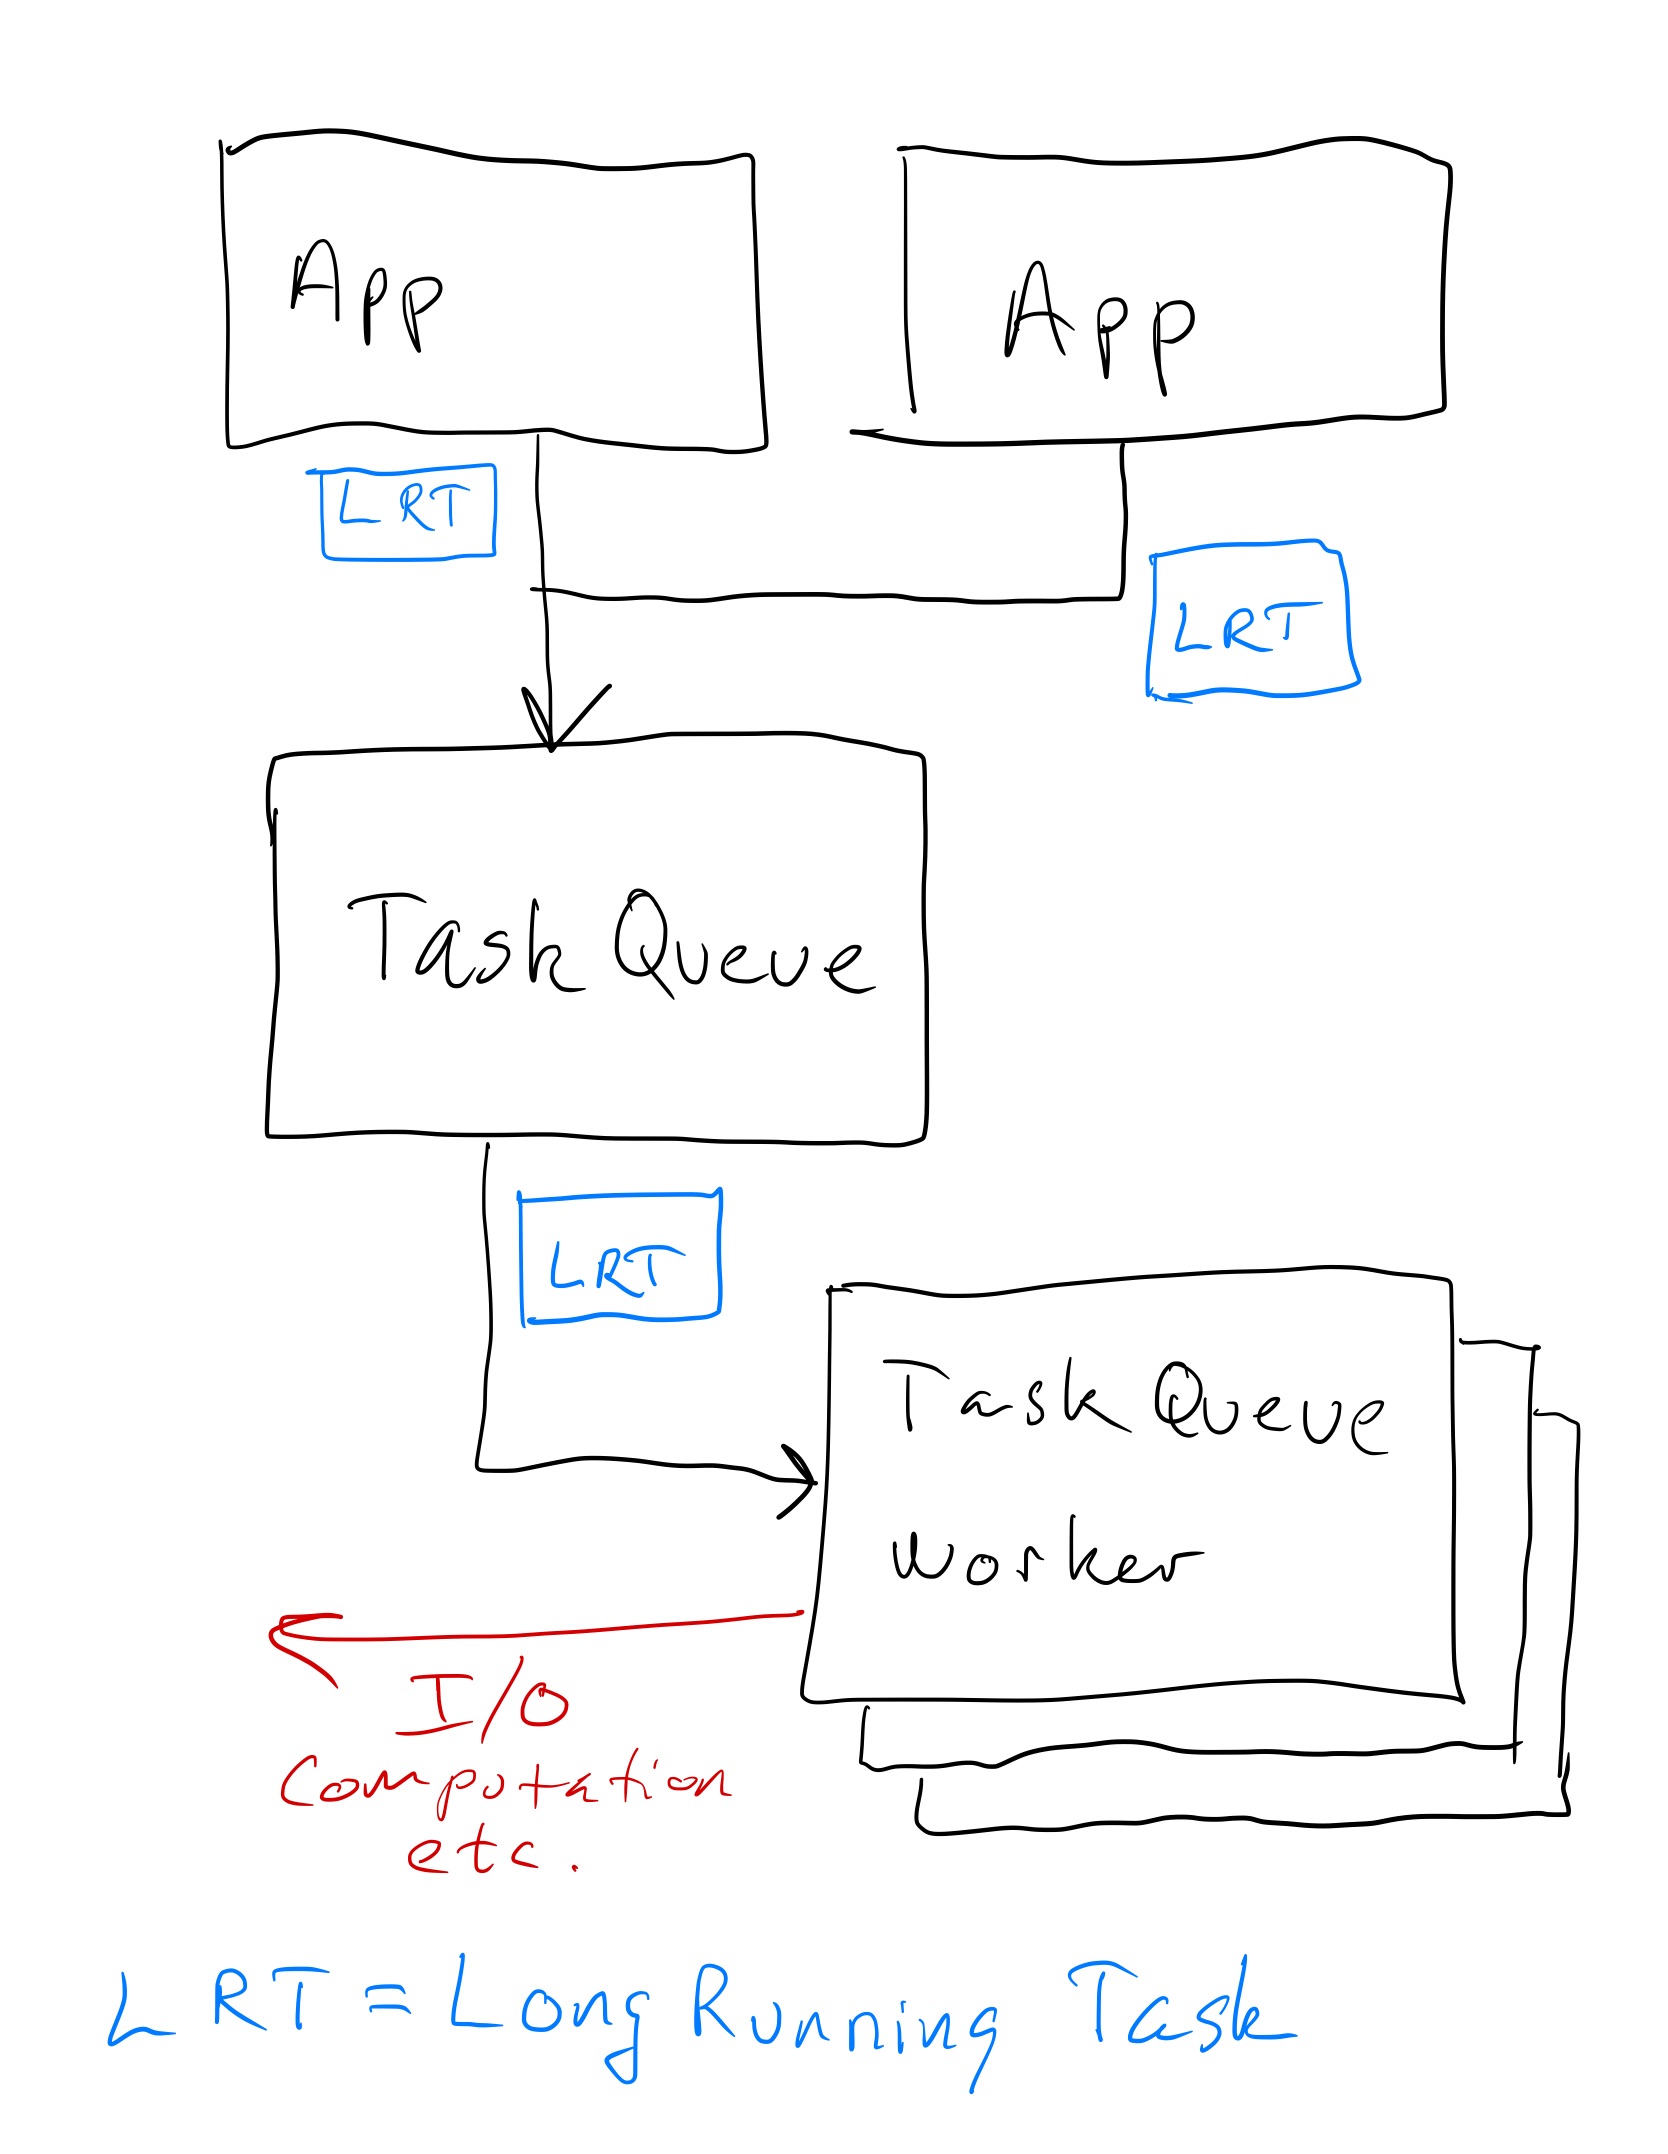 App
App
LRT
LRT
Task Queue
LRT
Task Queue
Worker
I/O
Computation
etc.
LRT = Long Running Task